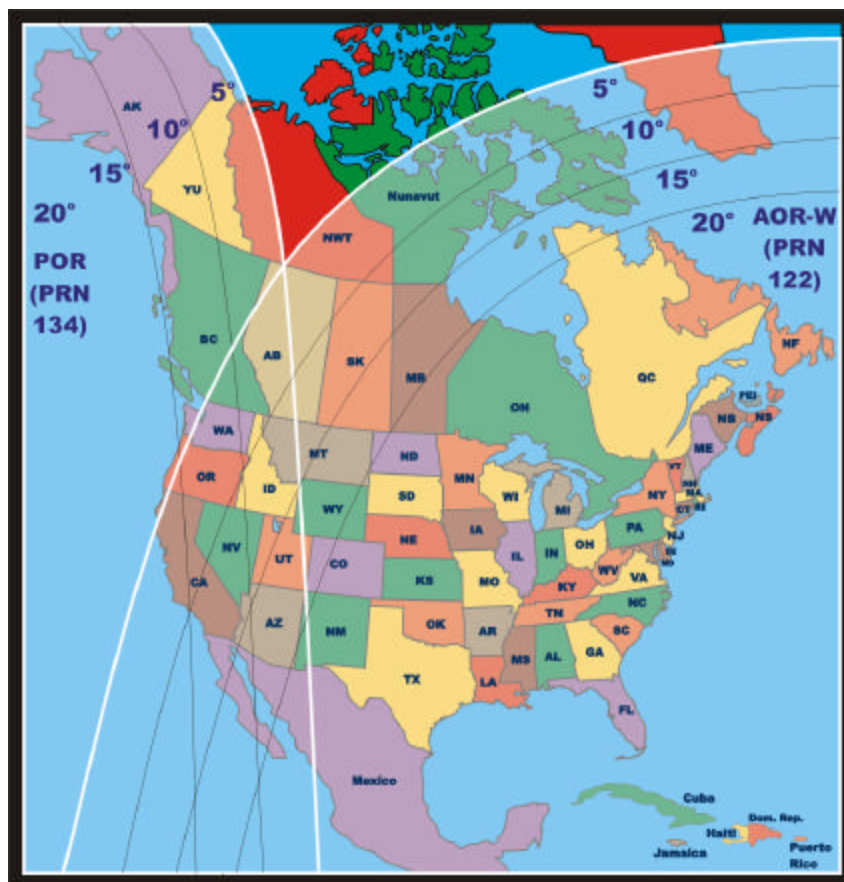 5°
5°
AK
10°
10°
15°
15°
YU
Nunavut
20°
20°
AOR-W
(PRN
122)
NWT
POR
(PRN
134)
BC
AB
SK
MB
ON
QC
NF
PEI
NB
NS
WA
MT
ND
MN
ME
VT
NH
MA
OR
ID
WY
SD
WI
MI
NY
CT
RI
NV
UT
CO
NE
IA
IL
IN
OH
PA
NJ
CA
KS
MO
KY
WV
VA
AZ
NM
OK
AR
TN
NC
TX
LA
MS
AL
GA
SC
FL
Mexico
Cuba
Haiti
Dom. Rep.
Jamaica
Puerto
Rico